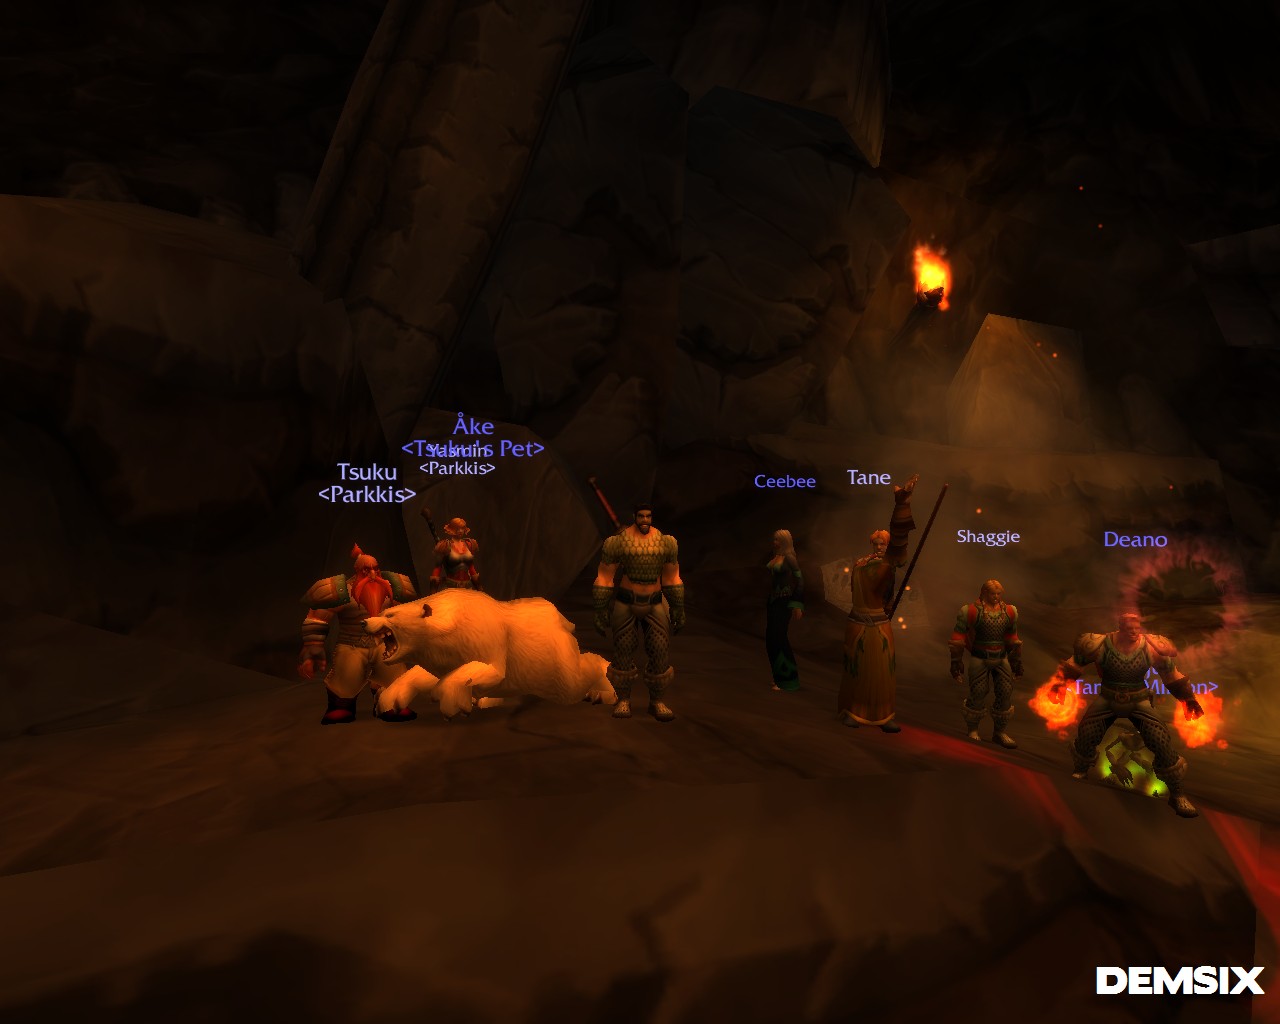 Åke
<Tsuku's Pet>
Yasmin
<Parkkis>
Tsuku
<Parkkis>
Ceebee
Tane
Shaggie
Deano
DEMSIX